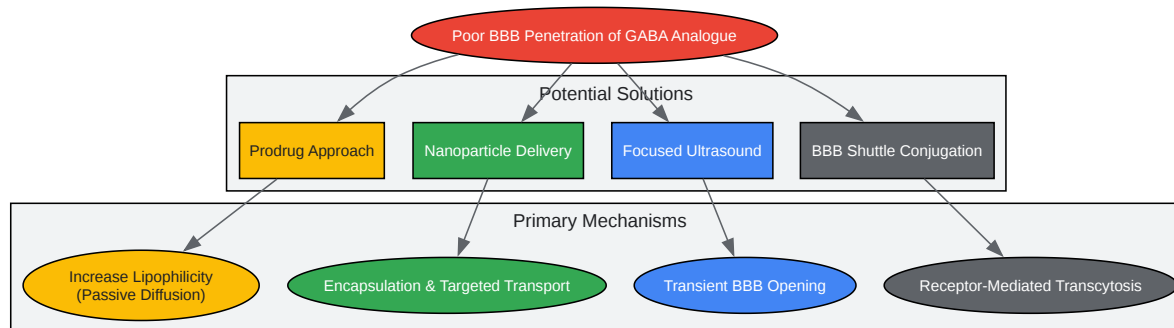 Poor BBB Penetration of GABA Analogue
Potential Solutions
Prodrug Approach
Nanoparticle Delivery
Focused Ultrasound
BBB Shuttle Conjugation
Primary Mechanisms
Increase Lipophilicity
(Passive Diffusion)
Encapsulation & Targeted Transport
Transient BBB Opening
Receptor-Mediated Transcytosis